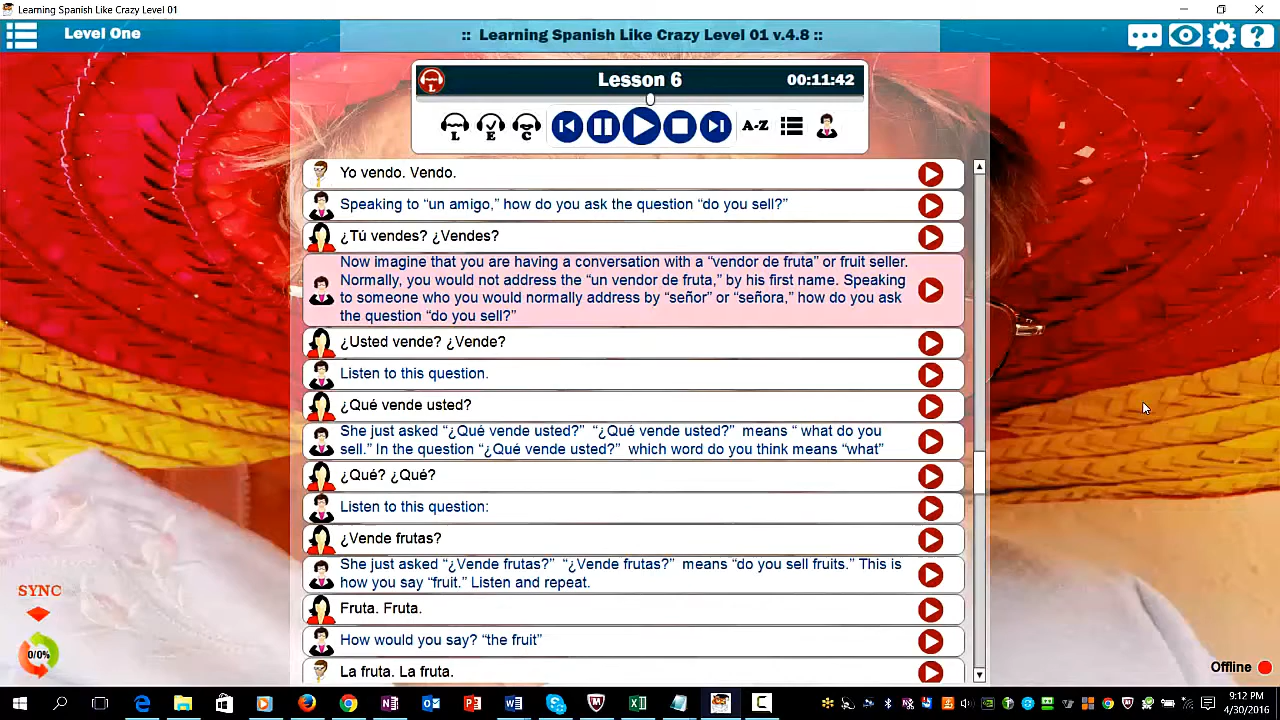 Learning Spanish Like Crazy Level 01
Level One
:: Learning Spanish Like Crazy Level 01 v.4.8 ::
Lesson 6
00:11:42
L
L
E
C
A-Z
Yo vendo. Vendo.
Speaking to “un amigo,” how do you ask the question “do you sell?”
¿Tú vendes? ¿Vendes?
Now imagine that you are having a conversation with a “vendor de fruta” or fruit seller.
Normally, you would not address the “un vendor de fruta,” by his first name. Speaking
to someone who you would normally address by “señor” or “señora,” how do you ask
the question “do you sell?”
¿Usted vende? ¿Vende?
Listen to this question.
¿Qué vende usted?
She just asked “¿Qué vende usted?” “¿Qué vende usted?” means “ what do you
sell.” In the question “¿Qué vende usted?” which word do you think means “what”
¿Qué? ¿Qué?
Listen to this question:
¿Vende frutas?
She just asked “¿Vende frutas?” “¿Vende frutas?” means “do you sell fruits.” This is
how you say “fruit.” Listen and repeat.
Fruta. Fruta.
How would you say? “the fruit”
La fruta. La fruta.
SYNC
0/0%
Offline
9:12 PM
4/30/2016